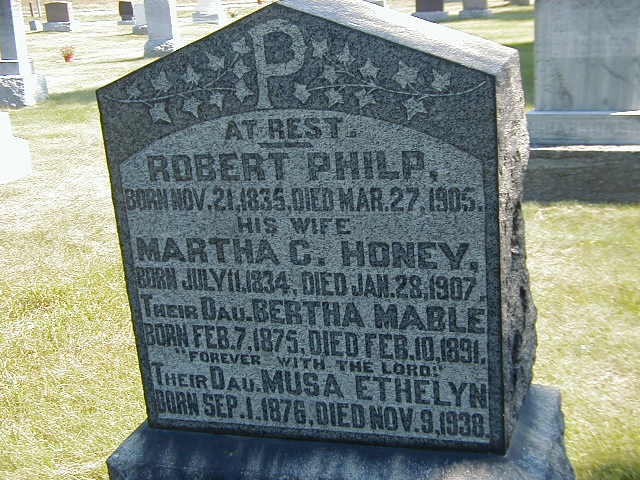 P
AT REST.
ROBERT PHILP,
BORN NOV. 21, 1835, DIED MAR. 27, 1905.
HIS WIFE
MARTHA C. HONEY,
BORN JULY 11, 1834, DIED JAN. 28, 1907.
THEIR DAU. BERTHA MABLE
BORN FEB. 7, 1875, DIED FEB. 10, 1891.
"FOREVER WITH THE LORD."
THEIR DAU. MUSA ETHELYN
BORN SEP. 1, 1876, DIED NOV. 9, 1938.